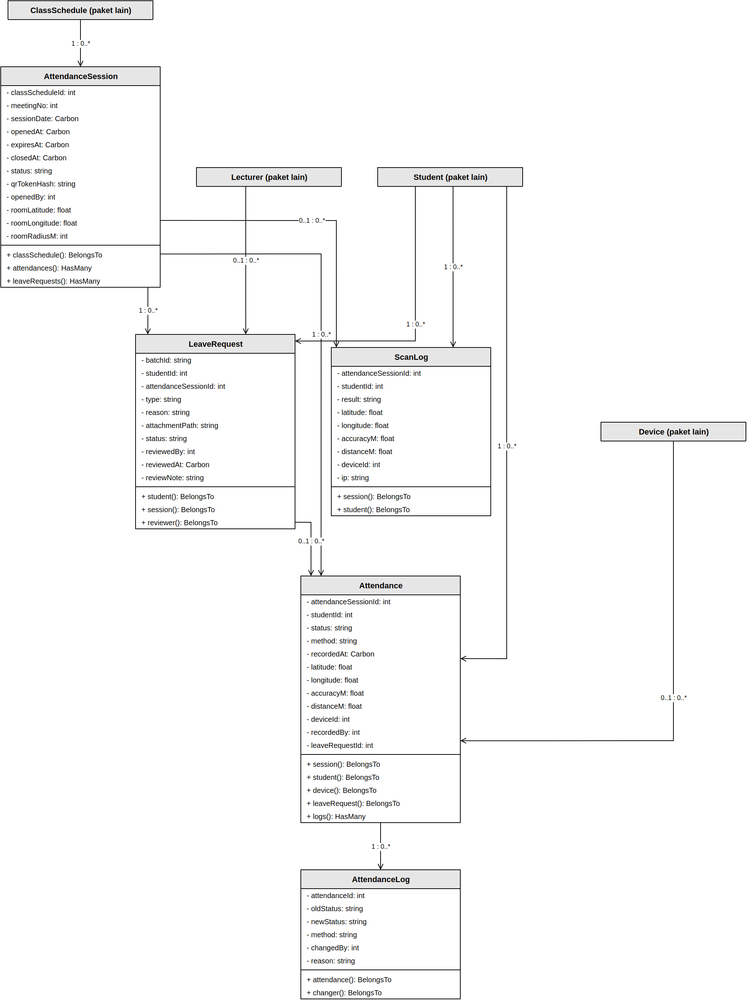 ClassSchedule (paket lain)
1 : 0..*
AttendanceSession
- classScheduleId: int
- meetingNo: int
- sessionDate: Carbon
- openedAt: Carbon
- expiresAt: Carbon
- closedAt: Carbon
- status: string
- qrTokenHash: string
- openedBy: int
- roomLatitude: float
- roomLongitude: float
- roomRadiusM: int
+ classSchedule(): BelongsTo
+ attendances(): HasMany
+ leaveRequests(): HasMany
Lecturer (paket lain)
Student (paket lain)
0..1 : 0..*
0..1 : 0..*
1 : 0..*
1 : 0..*
1 : 0..*
1 : 0..*
LeaveRequest
- batchId: string
- studentId: int
- attendanceSessionId: int
- type: string
- reason: string
- attachmentPath: string
- status: string
- reviewedBy: int
- reviewedAt: Carbon
- reviewNote: string
+ student(): BelongsTo
+ session(): BelongsTo
+ reviewer(): BelongsTo
ScanLog
- attendanceSessionId: int
- studentId: int
- result: string
- latitude: float
- longitude: float
- accuracyM: float
- distanceM: float
- deviceId: int
- ip: string
+ session(): BelongsTo
+ student(): BelongsTo
Device (paket lain)
1 : 0..*
0..1 : 0..*
Attendance
- attendanceSessionId: int
- studentId: int
- status: string
- method: string
- recordedAt: Carbon
- latitude: float
- longitude: float
- accuracyM: float
- distanceM: float
- deviceId: int
- recordedBy: int
- leaveRequestId: int
+ session(): BelongsTo
+ student(): BelongsTo
+ device(): BelongsTo
+ leaveRequest(): BelongsTo
+ logs(): HasMany
0..1 : 0..*
1 : 0..*
AttendanceLog
- attendanceId: int
- oldStatus: string
- newStatus: string
- method: string
- changedBy: int
- reason: string
+ attendance(): BelongsTo
+ changer(): BelongsTo